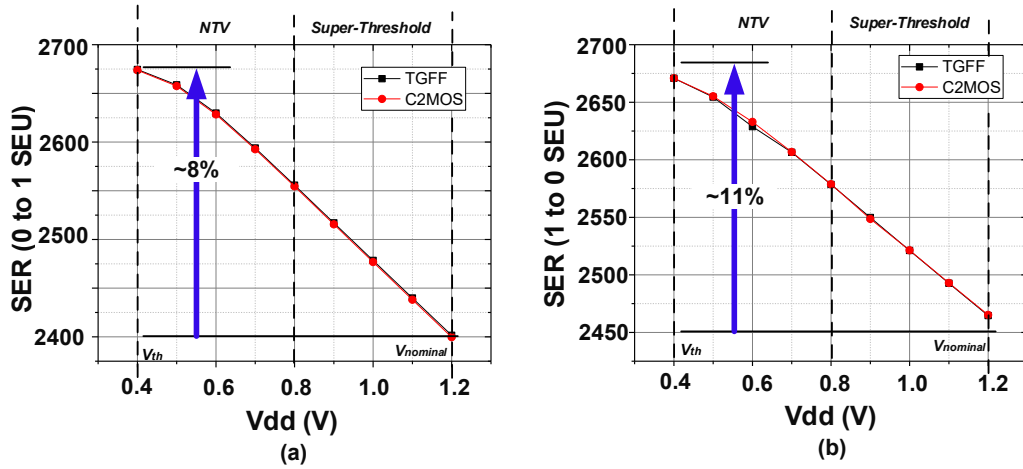 NTV
Super-Threshold
2700
2600
2500
2400
SER (0 to 1 SEU)
TGFF
C2MOS
~8%
Vth
Vnominal
0.4 0.6 0.8 1.0 1.2
Vdd (V)
(a)
NTV
Super-Threshold
2700
2650
2600
2550
2500
2450
SER (1 to 0 SEU)
TGFF
C2MOS
~11%
Vth
Vnominal
0.4 0.6 0.8 1.0 1.2
Vdd (V)
(b)